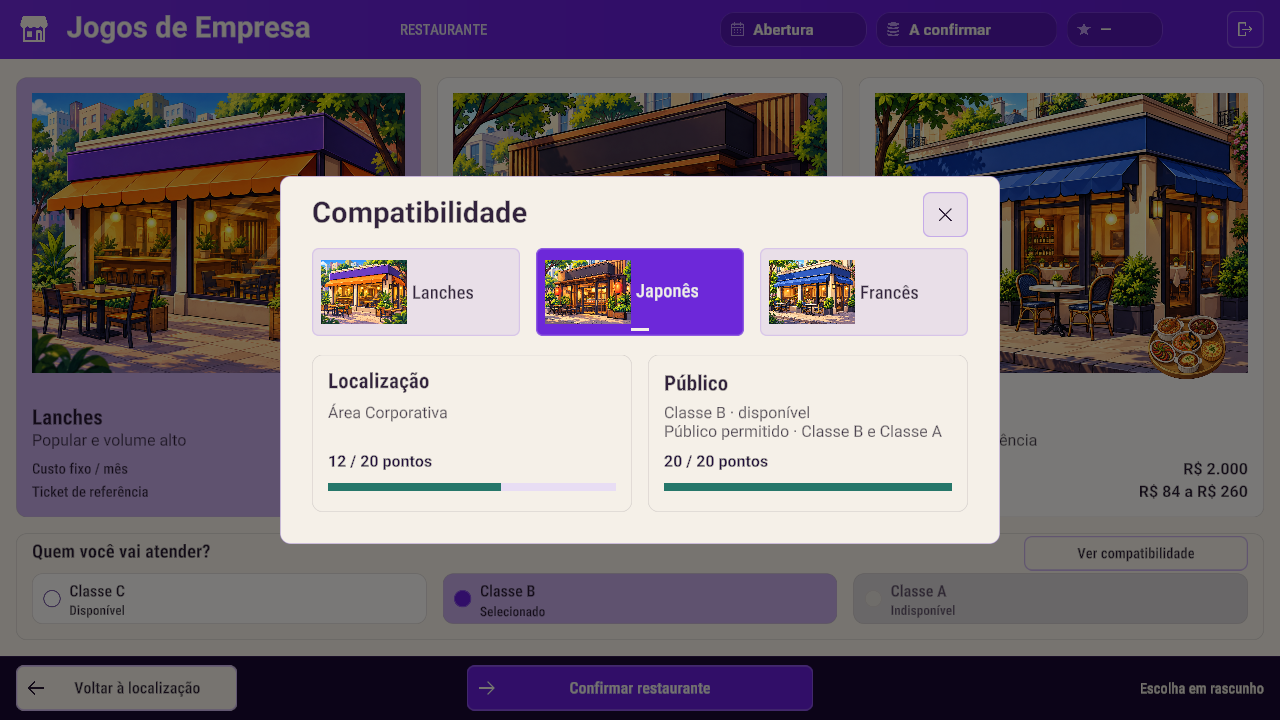 Jogos de Empresa
RESTAURANTE
Abertura
A confirmar
–
Compatibilidade
Lanches
Japonês
Francês
Localização
Área Corporativa
12 / 20 pontos
Público
Classe B · disponível
Público permitido · Classe B e Classe A
20 / 20 pontos
Lanches
Popular e volume alto
Custo fixo / mês
Ticket de referência
R$ 2.000
R$ 84 a R$ 260
Quem você vai atender?
Ver compatibilidade
Classe C
Disponível
Classe B
Selecionado
Classe A
Indisponível
Voltar à localização
Confirmar restaurante
Escolha em rascunho